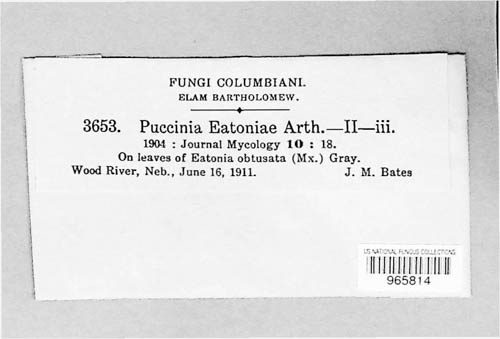 FUNGI COLUMBIANI.
ELAM BARTHOLOMEW.
3653. Puccinia Eatoniae Arth.—II—iii.
1904 : Journal Mycology 10 : 18.
On leaves of Eatonia obtusata (Mx.) Gray.
Wood River, Neb., June 16, 1911. J. M. Bates
US NATIONAL FUNGUS COLLECTIONS
965814